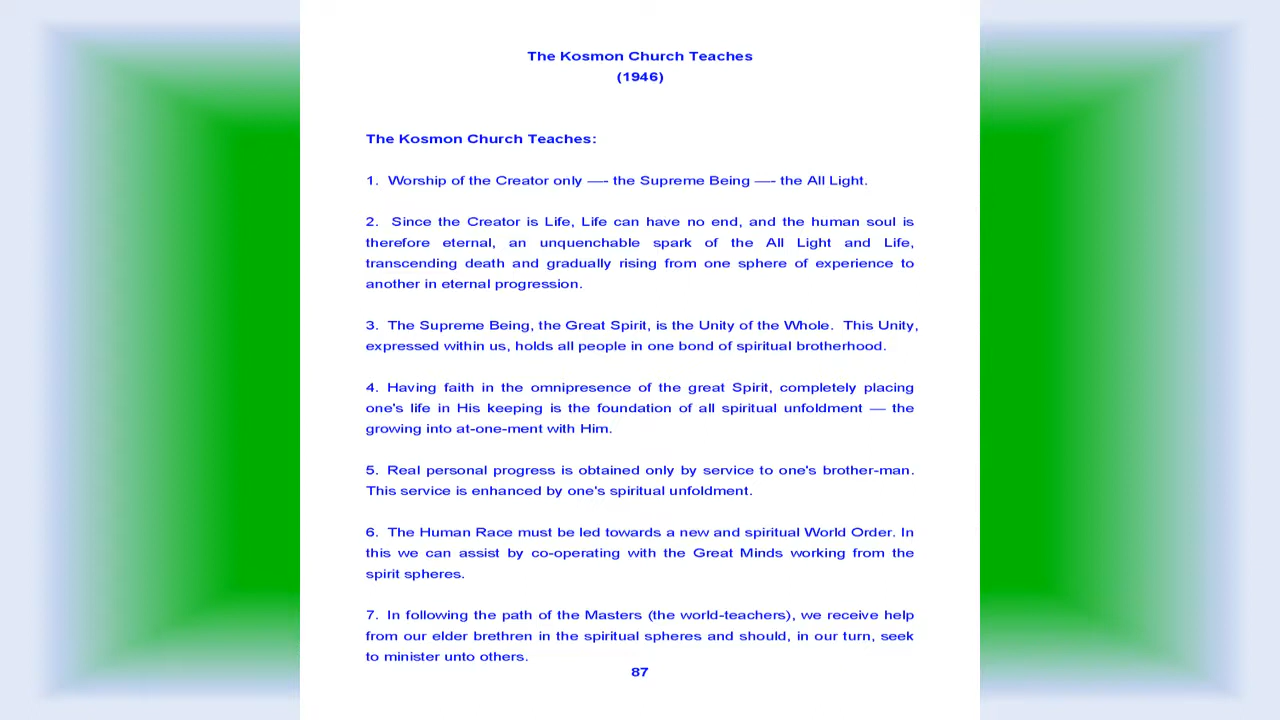 The Kosmon Church Teaches
(1946)
The Kosmon Church Teaches:
1.  Worship of the Creator only —- the Supreme Being —- the All Light.
2.  Since the Creator is Life, Life can have no end, and the human soul is
therefore eternal, an unquenchable spark of the All Light and Life,
transcending death and gradually rising from one sphere of experience to
another in eternal progression.
3.  The Supreme Being, the Great Spirit, is the Unity of the Whole.  This Unity,
expressed within us, holds all people in one bond of spiritual brotherhood.
4. Having faith in the omnipresence of the great Spirit, completely placing
one's life in His keeping is the foundation of all spiritual unfoldment — the
growing into at-one-ment with Him.
5. Real personal progress is obtained only by service to one's brother-man.
This service is enhanced by one's spiritual unfoldment.
6.  The Human Race must be led towards a new and spiritual World Order. In
this we can assist by co-operating with the Great Minds working from the
spirit spheres.
7.  In following the path of the Masters (the world-teachers), we receive help
from our elder brethren in the spiritual spheres and should, in our turn, seek
to minister unto others.
87